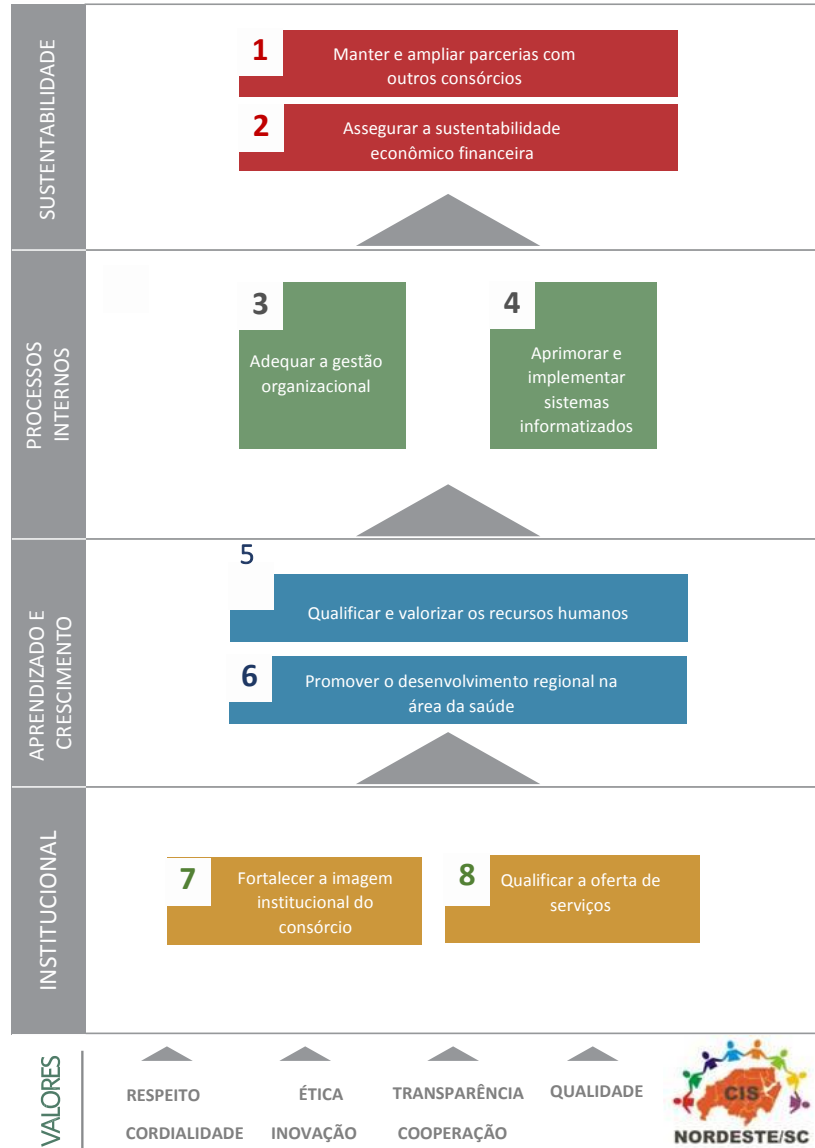 SUSTENTABILIDADE
1
Manter e ampliar parcerias com
outros consórcios
2
Assegurar a sustentabilidade
econômico financeira
PROCESSOS
INTERNOS
3
Adequar a gestão
organizacional
4
Aprimorar e
implementar
sistemas
informatizados
APRENDIZADO E
CRESCIMENTO
5
Qualificar e valorizar os recursos humanos
6
Promover o desenvolvimento regional na
área da saúde
INSTITUCIONAL
7
Fortalecer a imagem
institucional do
consórcio
8
Qualificar a oferta de
serviços
VALORES
RESPEITO
ÉTICA
TRANSPARÊNCIA
QUALIDADE
CORDIALIDADE
INOVAÇÃO
COOPERAÇÃO
CIS
NORDESTE/SC